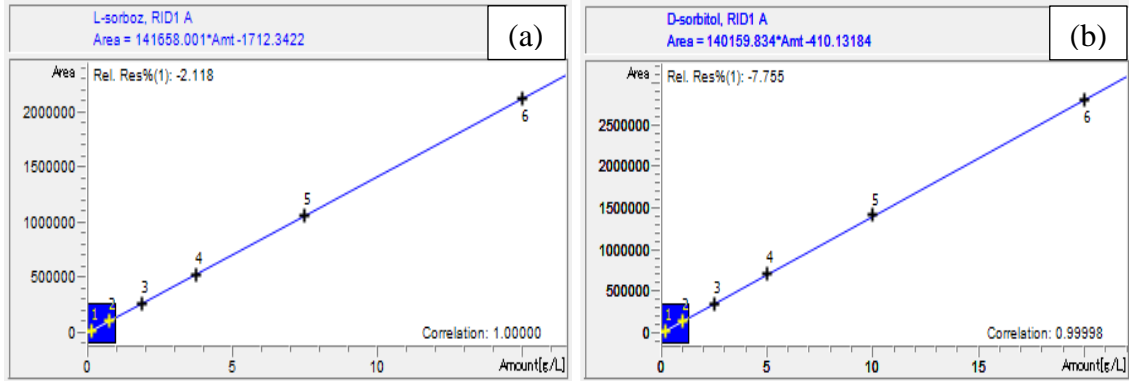 L-sorboz, RID1 A
Area = 141658.001*Amt -1712.3422
(a)
Area
Rel. Res%(1): -2.118
2000000
1500000
1000000
500000
0
1
2
3
4
5
6
Correlation: 1.00000
0
5
10
Amount[g/L]
D-sorbitol, RID1 A
Area = 140159.834*Amt -410.13184
(b)
Area
Rel. Res%(1): -7.755
2500000
2000000
1500000
1000000
500000
0
1
2
3
4
5
6
Correlation: 0.99998
0
5
10
15
Amount[g/L]